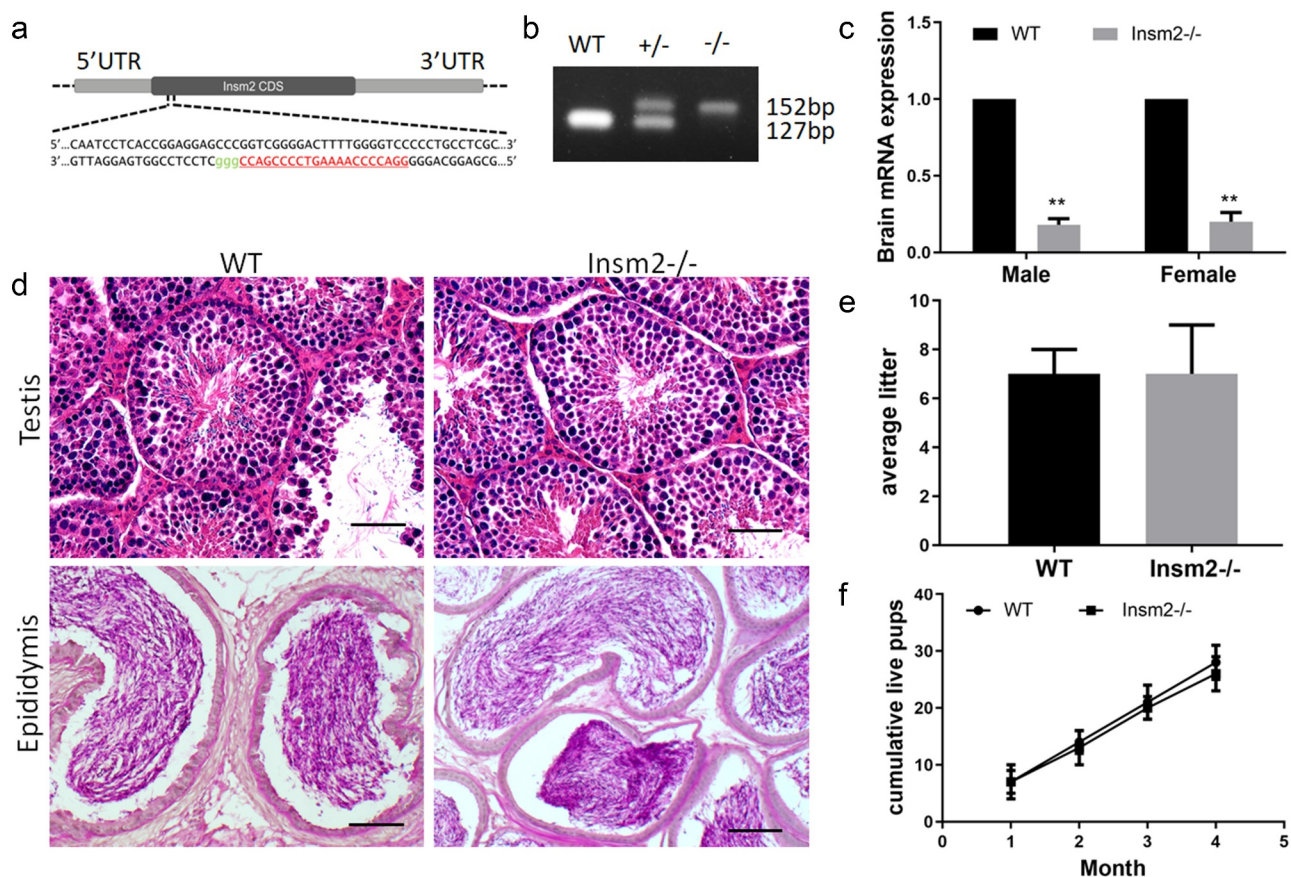 a
5'UTR
3'UTR
Insm2 CDS
5'...CAATCCTCACCGGAGGAGCCCGGTCGGGGACTTTTGGGGTCCCCCTGCCTCGC...3'
3'...GTTAGGAGTGGCCTCCTCgggCCAGCCCCTGAAAACCCCAGGGGGACGGAGCG...5'
b
WT +/- -/-
152bp
127bp
c
WT Insm2-/-
Brain mRNA expression
1.5
1.0
0.5
0.0
** **
Male Female
d
WT Insm2-/-
Testis
Epididymis
e
average litter
10
8
6
4
2
0
WT Insm2-/-
f
WT Insm2-/-
cumulative live pups
40
30
20
10
0
0 1 2 3 4 5
Month